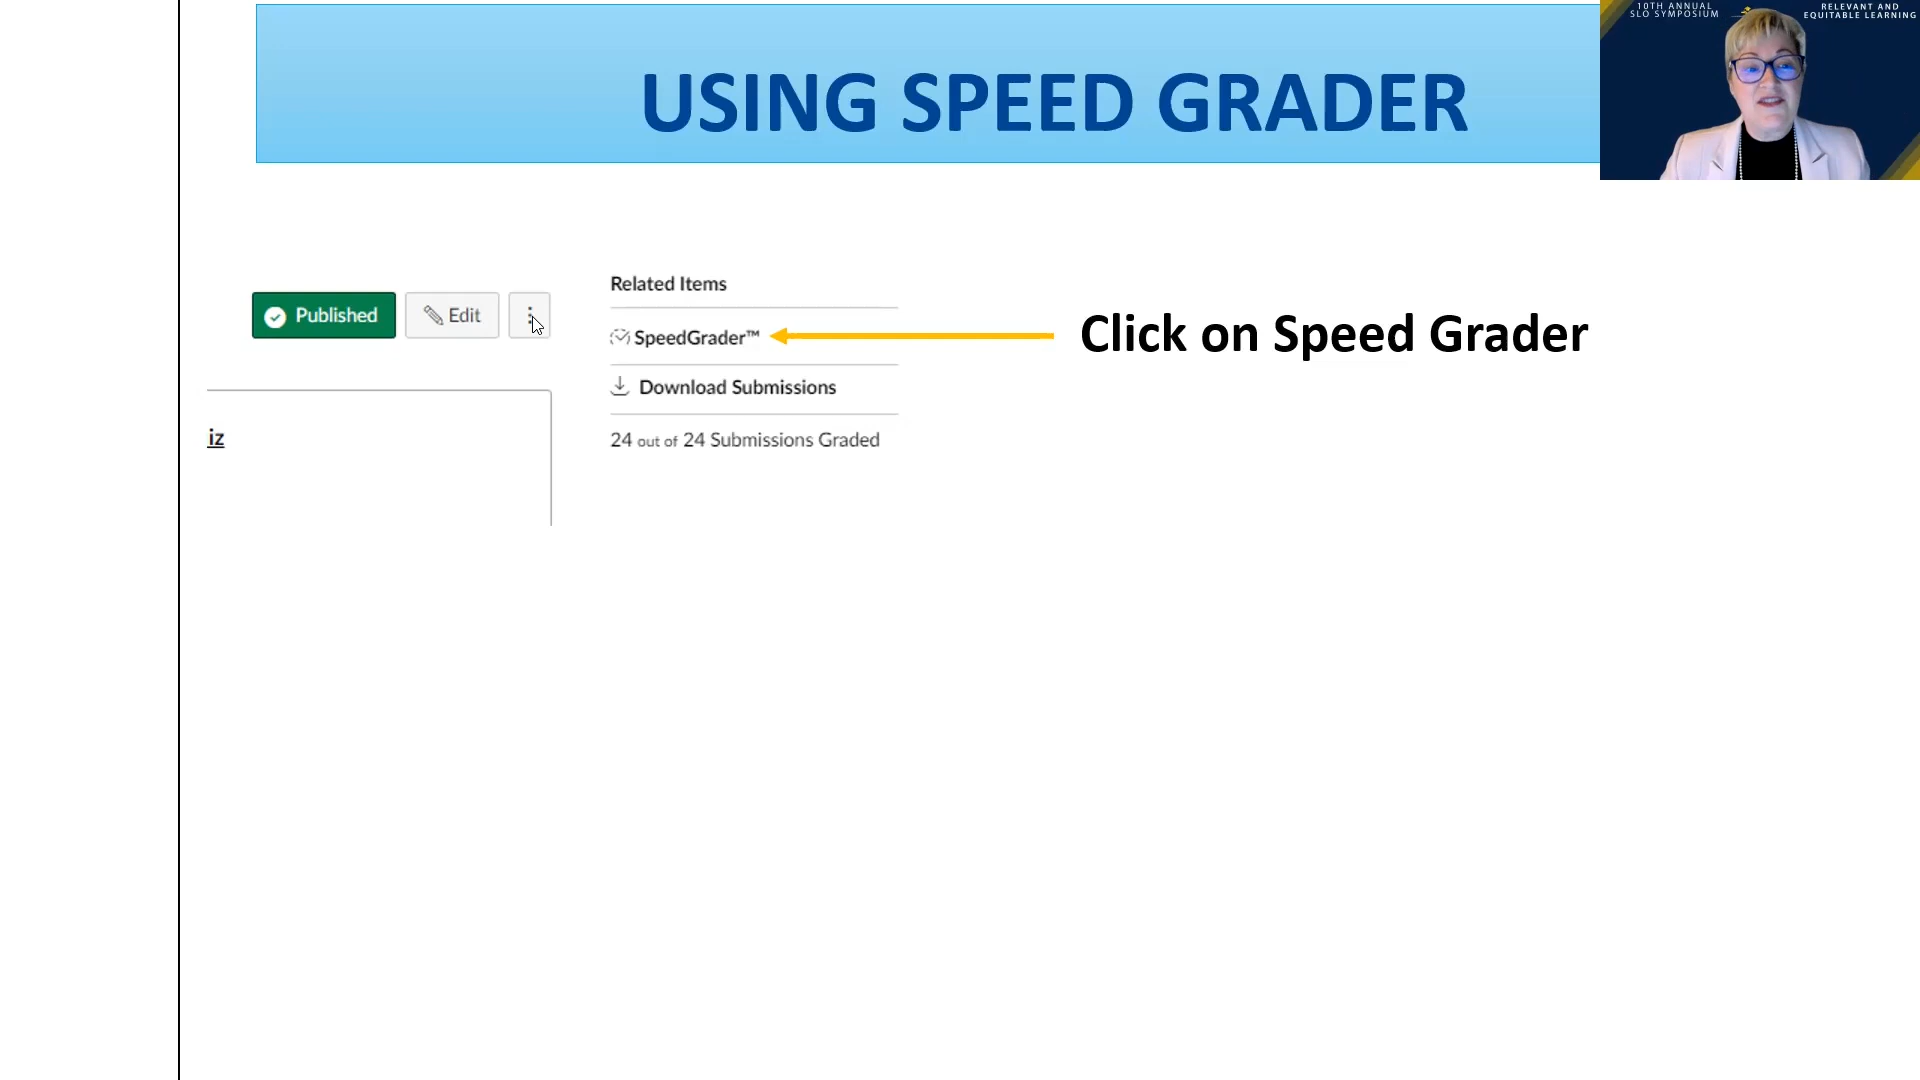 USING SPEED GRADER
10TH ANNUAL
SLO SYMPOSIUM
RELEVANT AND
EQUITABLE LEARNING
Published
Edit
Related Items
SpeedGrader™
Click on Speed Grader
Download Submissions
iz
24 out of 24 Submissions Graded